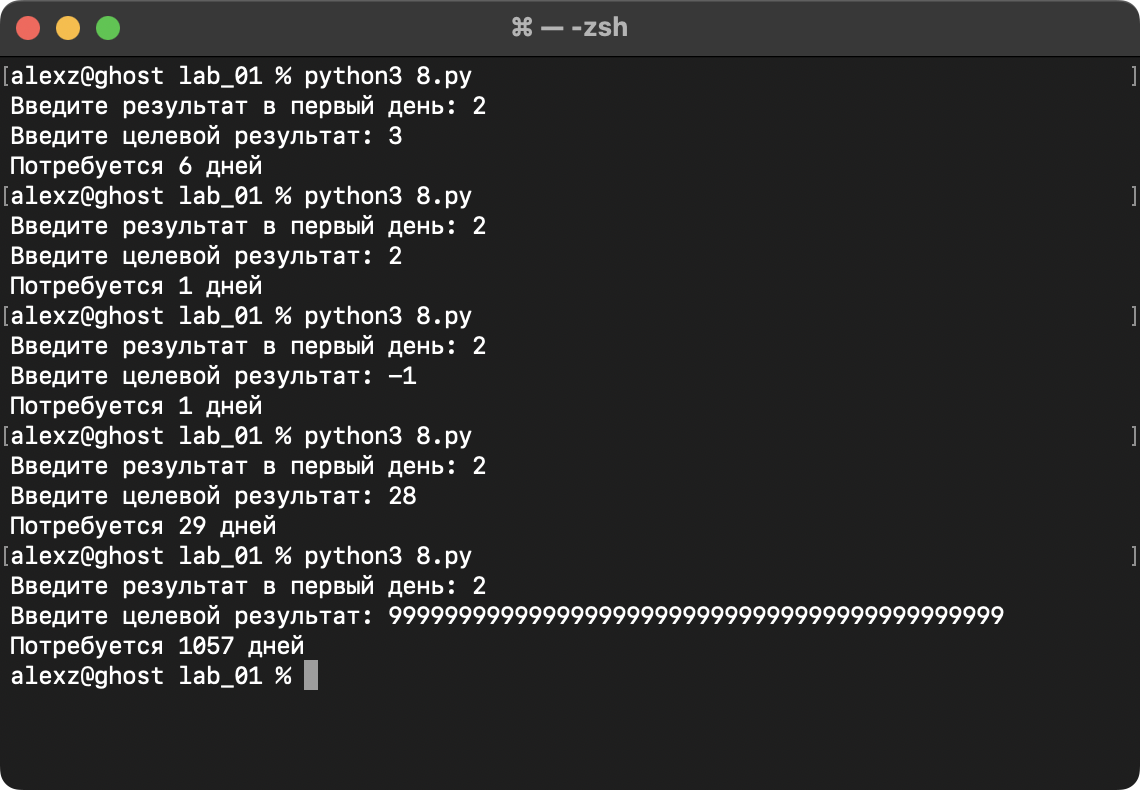 ⌘ — -zsh
[alexz@ghost lab_01 % python3 8.py ]
Введите результат в первый день: 2
Введите целевой результат: 3
Потребуется 6 дней
[alexz@ghost lab_01 % python3 8.py ]
Введите результат в первый день: 2
Введите целевой результат: 2
Потребуется 1 дней
[alexz@ghost lab_01 % python3 8.py ]
Введите результат в первый день: 2
Введите целевой результат: -1
Потребуется 1 дней
[alexz@ghost lab_01 % python3 8.py ]
Введите результат в первый день: 2
Введите целевой результат: 28
Потребуется 29 дней
[alexz@ghost lab_01 % python3 8.py ]
Введите результат в первый день: 2
Введите целевой результат: 99999999999999999999999999999999999999999999
Потребуется 1057 дней
alexz@ghost lab_01 %